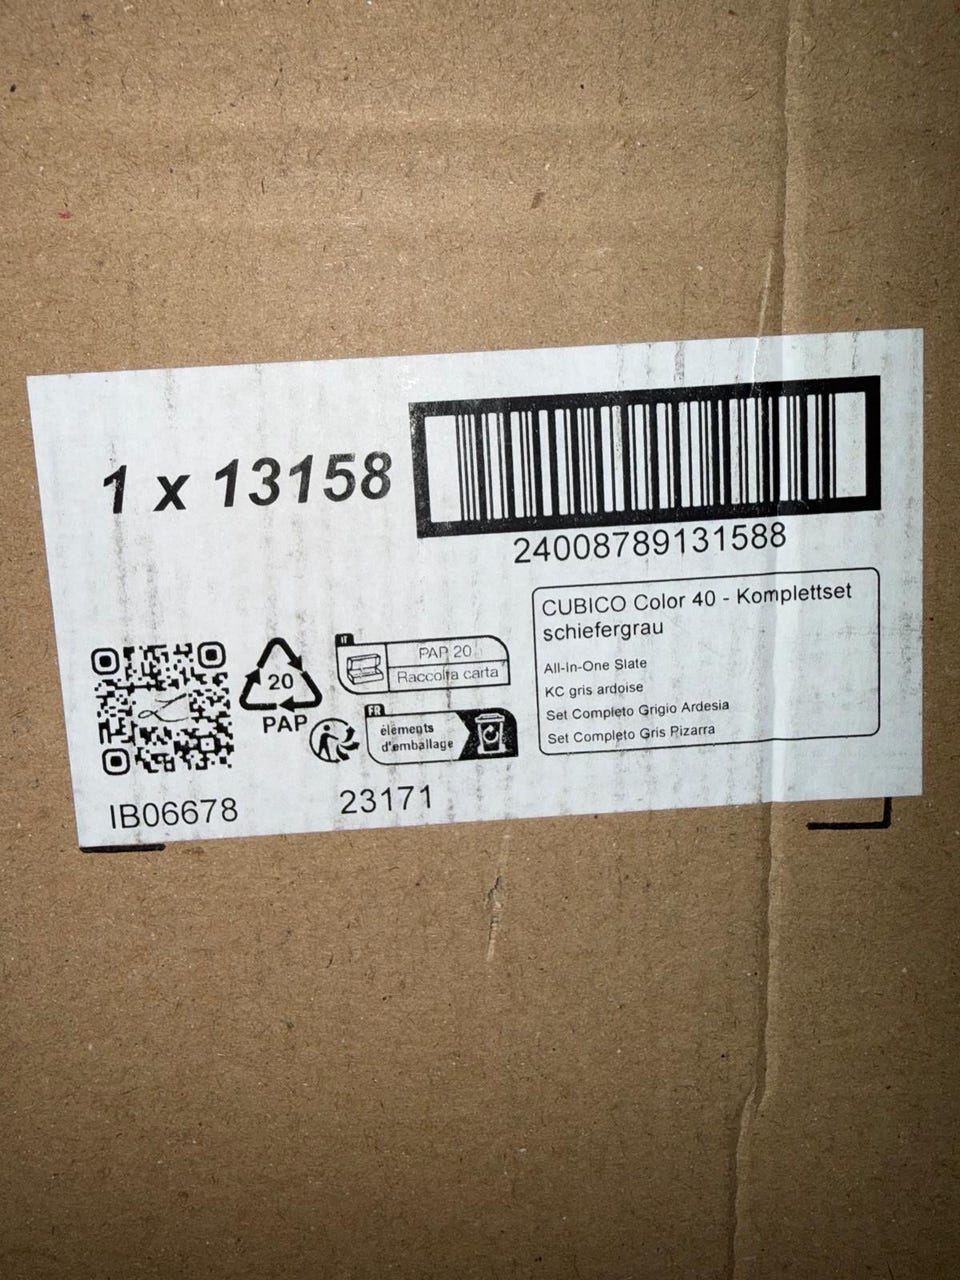 1 x 13158
24008789131588
CUBICO Color 40 - Komplettset
schiefergrau
All-In-One Slate
KC gris ardoise
Set Completo Grigio Ardesia
Set Completo Gris Pizarra
20
PAP
IT
PAP 20
Raccolta carta
FR
éléments
d'emballage
IB06678
23171